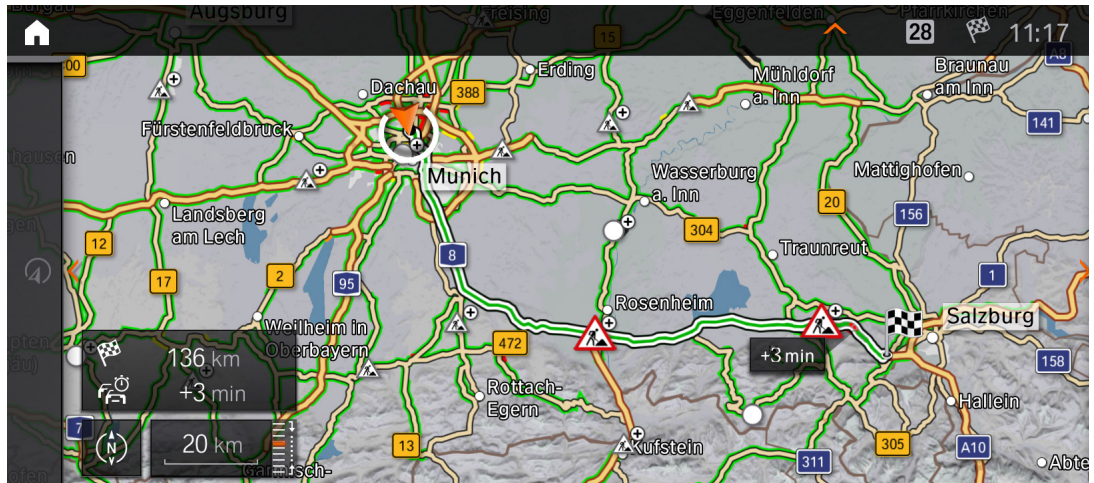 Augsburg
Freising
Eggenfelden
Pfarrkirchen
28
11:17
00
15
A8
Erding
Mühldorf
a. Inn
Braunau
am Inn
Dachau
388
141
Fürstenfeldbruck
hausen
Munich
Wasserburg
a. Inn
Mattighofen
Landsberg
am Lech
20
156
304
12
Traunreut
8
17
2
95
1
Rosenheim
Salzburg
Weilheim in
Oberbayern
472
+3 min
158
136 km
+3 min
Rottach-
Egern
Hallein
7
N
20 km
13
Kufstein
305
A10
311
Abte
Garmisch-